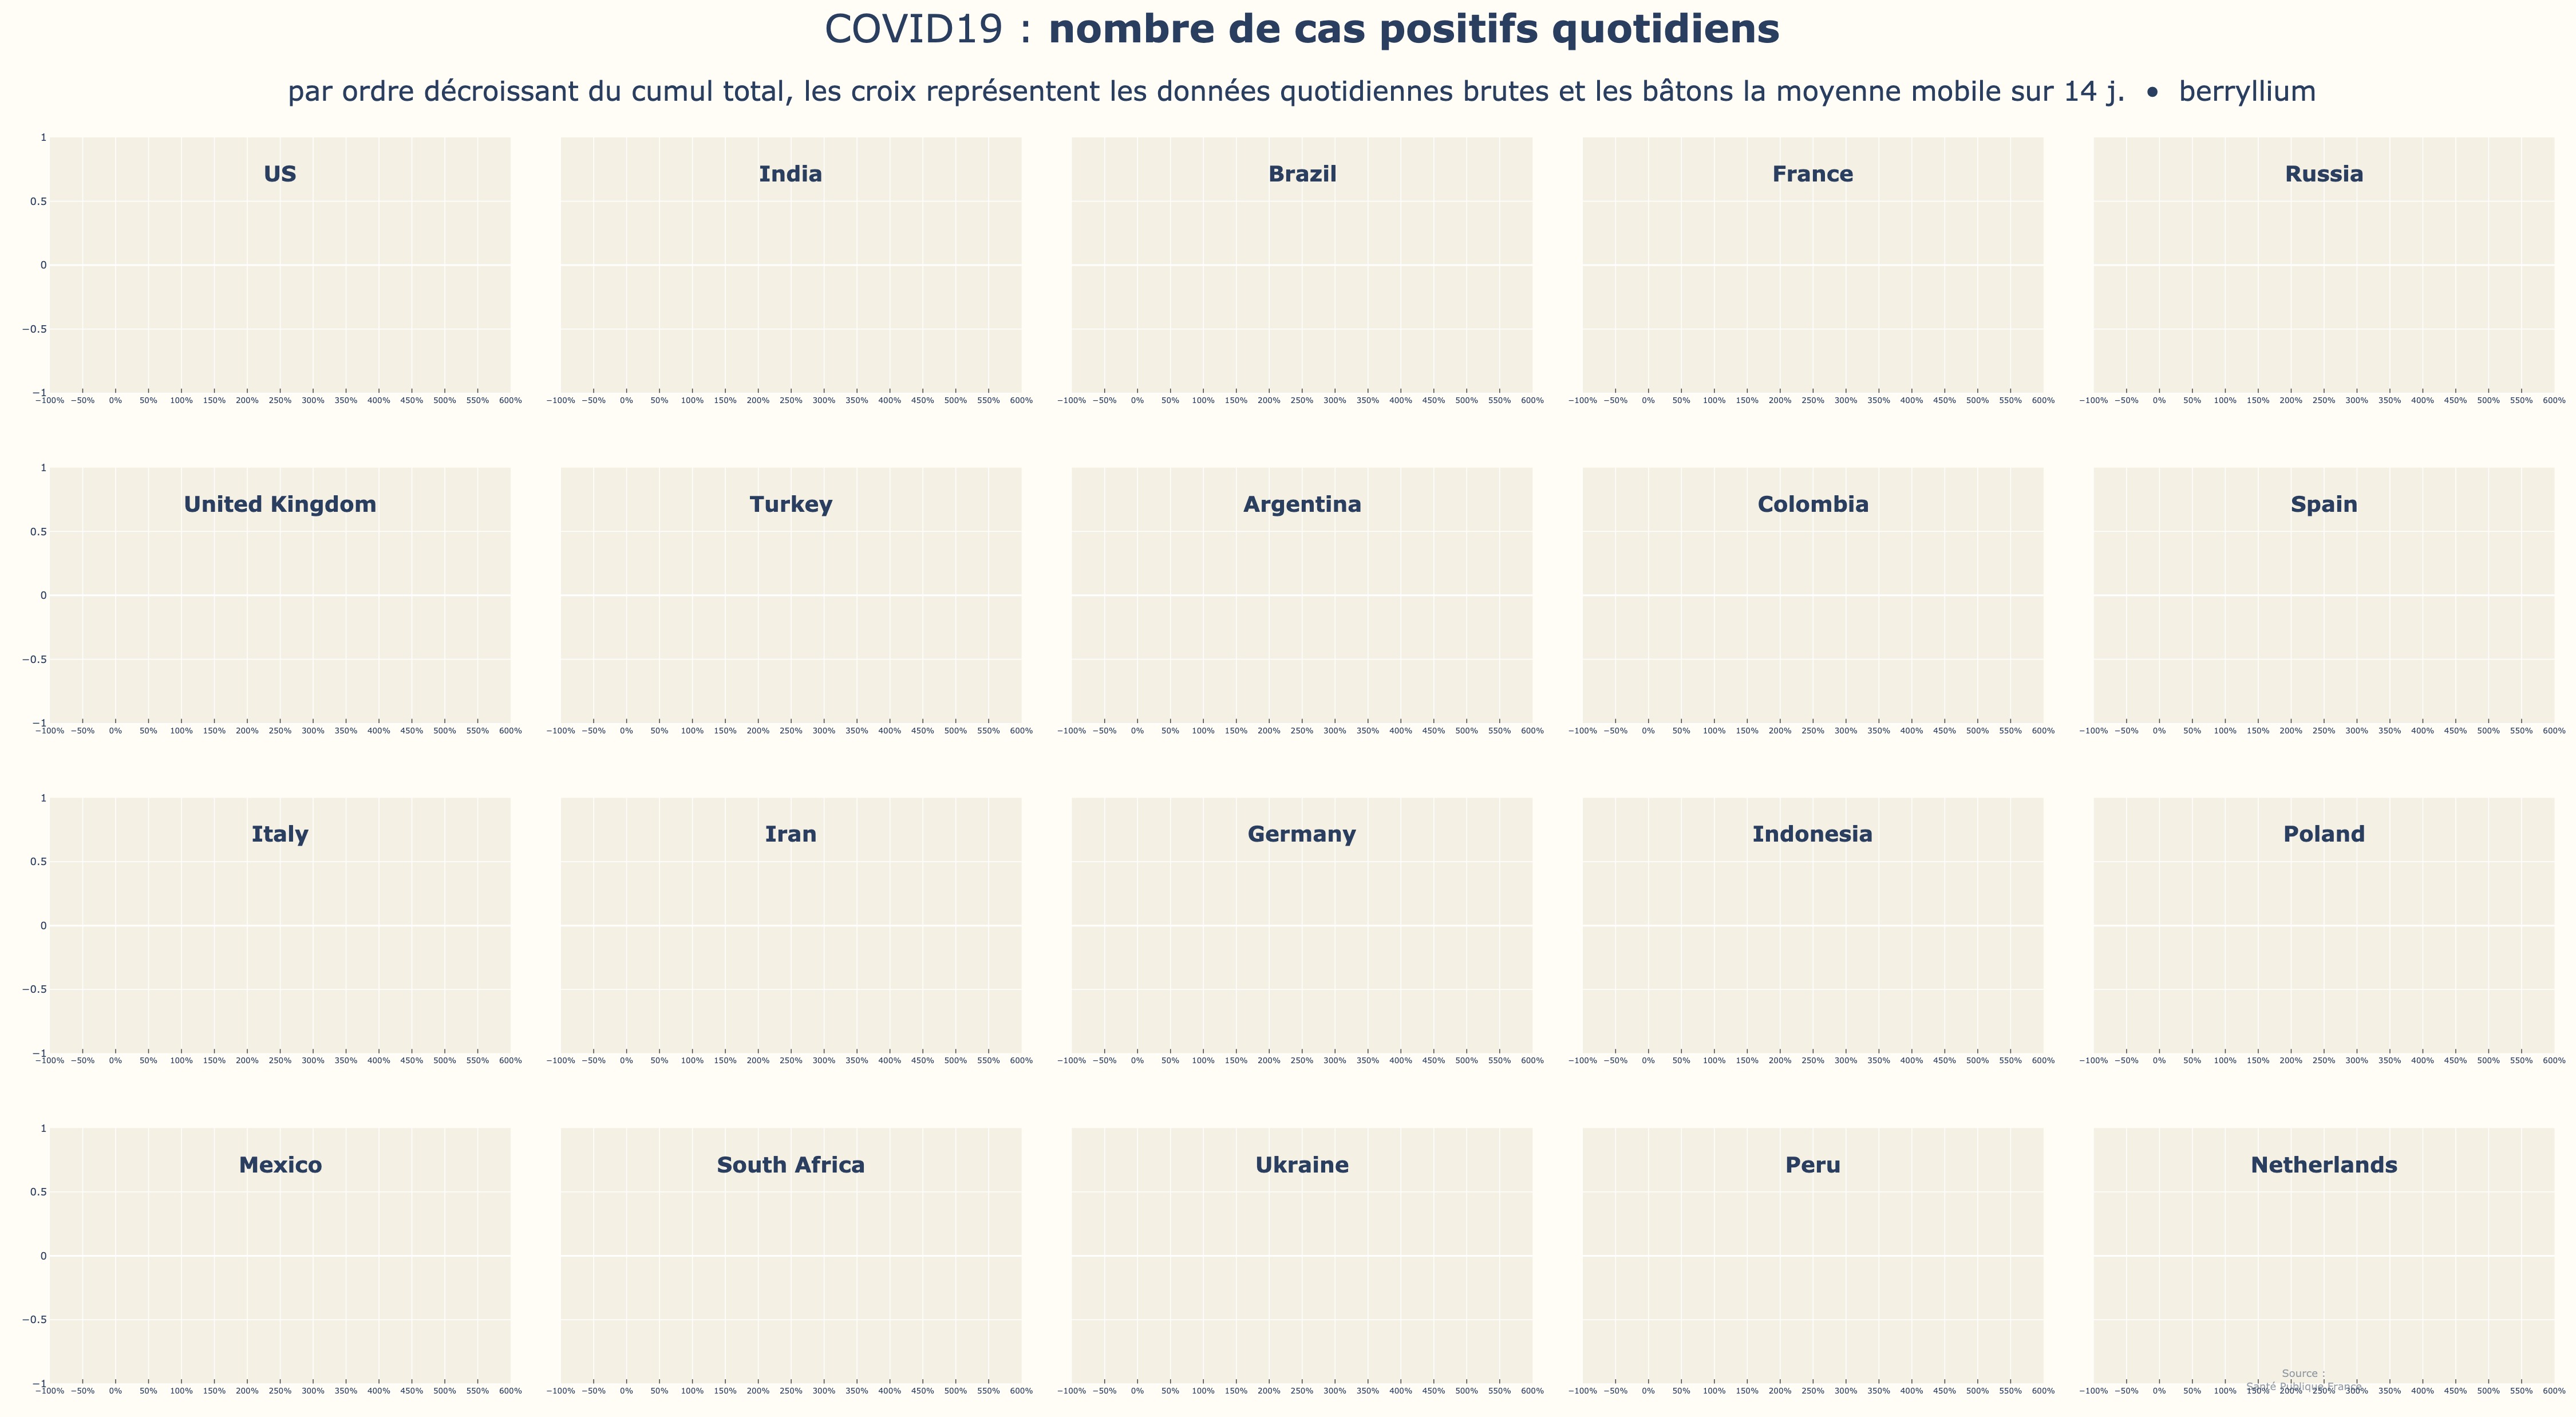 COVID19 : nombre de cas positifs quotidiens
par ordre décroissant du cumul total, les croix représentent les données quotidiennes brutes et les bâtons la moyenne mobile sur 14 j. • berryllium
US India Brazil France Russia
1
0.5
0
−0.5
−1
−100% −50% 0% 50% 100% 150% 200% 250% 300% 350% 400% 450% 500% 550% 600% −100% −50% 0% 50% 100% 150% 200% 250% 300% 350% 400% 450% 500% 550% 600% −100% −50% 0% 50% 100% 150% 200% 250% 300% 350% 400% 450% 500% 550% 600% −100% −50% 0% 50% 100% 150% 200% 250% 300% 350% 400% 450% 500% 550% 600% −100% −50% 0% 50% 100% 150% 200% 250% 300% 350% 400% 450% 500% 550% 600%
United Kingdom Turkey Argentina Colombia Spain
1
0.5
0
−0.5
−1
−100% −50% 0% 50% 100% 150% 200% 250% 300% 350% 400% 450% 500% 550% 600% −100% −50% 0% 50% 100% 150% 200% 250% 300% 350% 400% 450% 500% 550% 600% −100% −50% 0% 50% 100% 150% 200% 250% 300% 350% 400% 450% 500% 550% 600% −100% −50% 0% 50% 100% 150% 200% 250% 300% 350% 400% 450% 500% 550% 600% −100% −50% 0% 50% 100% 150% 200% 250% 300% 350% 400% 450% 500% 550% 600%
Italy Iran Germany Indonesia Poland
1
0.5
0
−0.5
−1
−100% −50% 0% 50% 100% 150% 200% 250% 300% 350% 400% 450% 500% 550% 600% −100% −50% 0% 50% 100% 150% 200% 250% 300% 350% 400% 450% 500% 550% 600% −100% −50% 0% 50% 100% 150% 200% 250% 300% 350% 400% 450% 500% 550% 600% −100% −50% 0% 50% 100% 150% 200% 250% 300% 350% 400% 450% 500% 550% 600% −100% −50% 0% 50% 100% 150% 200% 250% 300% 350% 400% 450% 500% 550% 600%
Mexico South Africa Ukraine Peru Netherlands
1
0.5
0
−0.5
−1
Source :
Santé Publique France
−100% −50% 0% 50% 100% 150% 200% 250% 300% 350% 400% 450% 500% 550% 600% −100% −50% 0% 50% 100% 150% 200% 250% 300% 350% 400% 450% 500% 550% 600% −100% −50% 0% 50% 100% 150% 200% 250% 300% 350% 400% 450% 500% 550% 600% −100% −50% 0% 50% 100% 150% 200% 250% 300% 350% 400% 450% 500% 550% 600% −100% −50% 0% 50% 100% 150% 200% 250% 300% 350% 400% 450% 500% 550% 600%